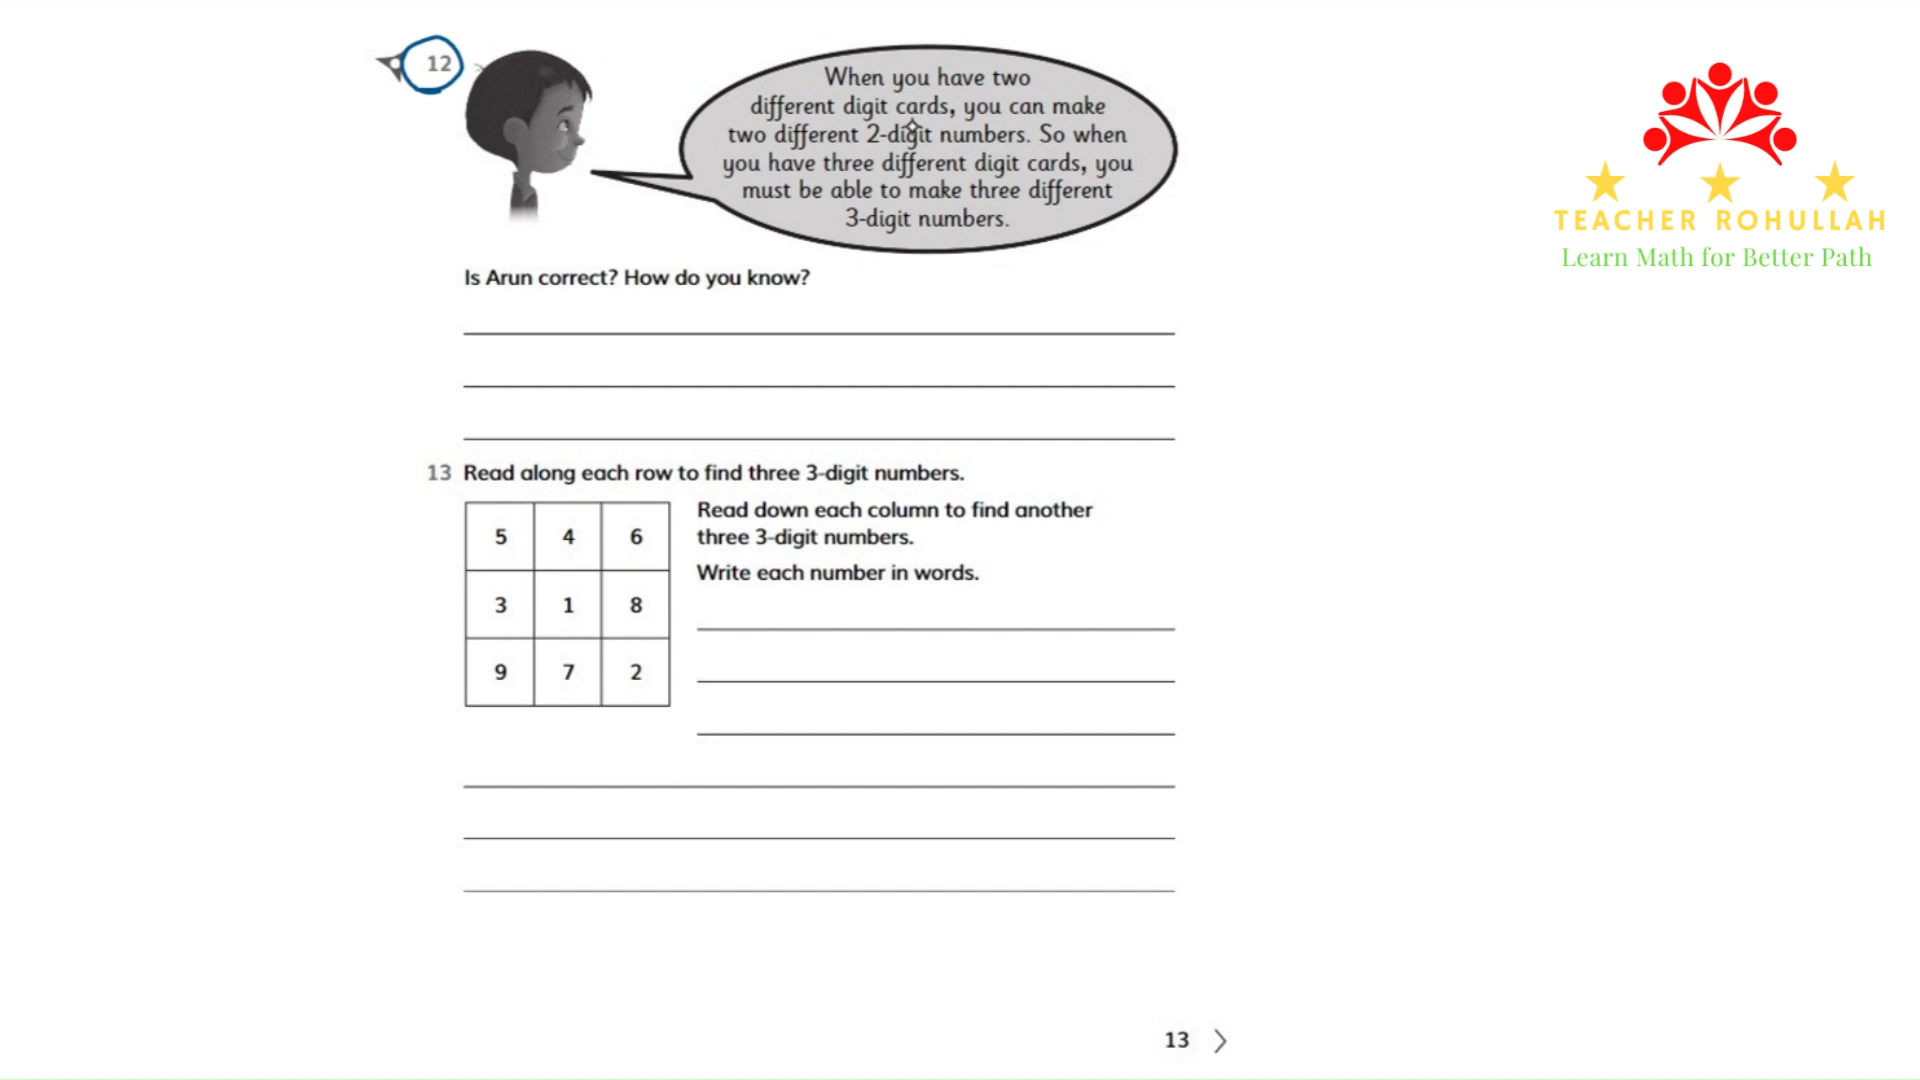 12
When you have two
different digit cards, you can make
two different 2-digit numbers. So when
you have three different digit cards, you
must be able to make three different
3-digit numbers.
TEACHER ROHULLAH
Learn Math for Better Path
Is Arun correct? How do you know?
13 Read along each row to find three 3-digit numbers.
5 4 6
3 1 8
9 7 2
Read down each column to find another
three 3-digit numbers.
Write each number in words.
13